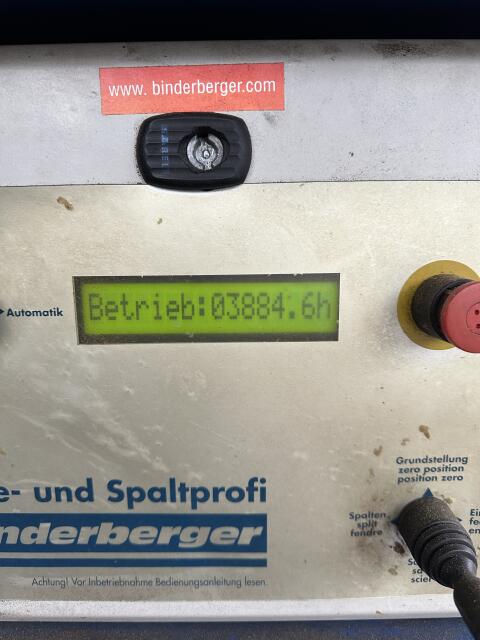 www. binderberger.com
Betrieb:03884.6h
Automatik
Grundstellung
zero position
position zero
Spalten
split
fendre
e- und Spaltprofi
nderberger
Achtung! Vor Inbetriebnahme Bedienungsanleitung lesen.